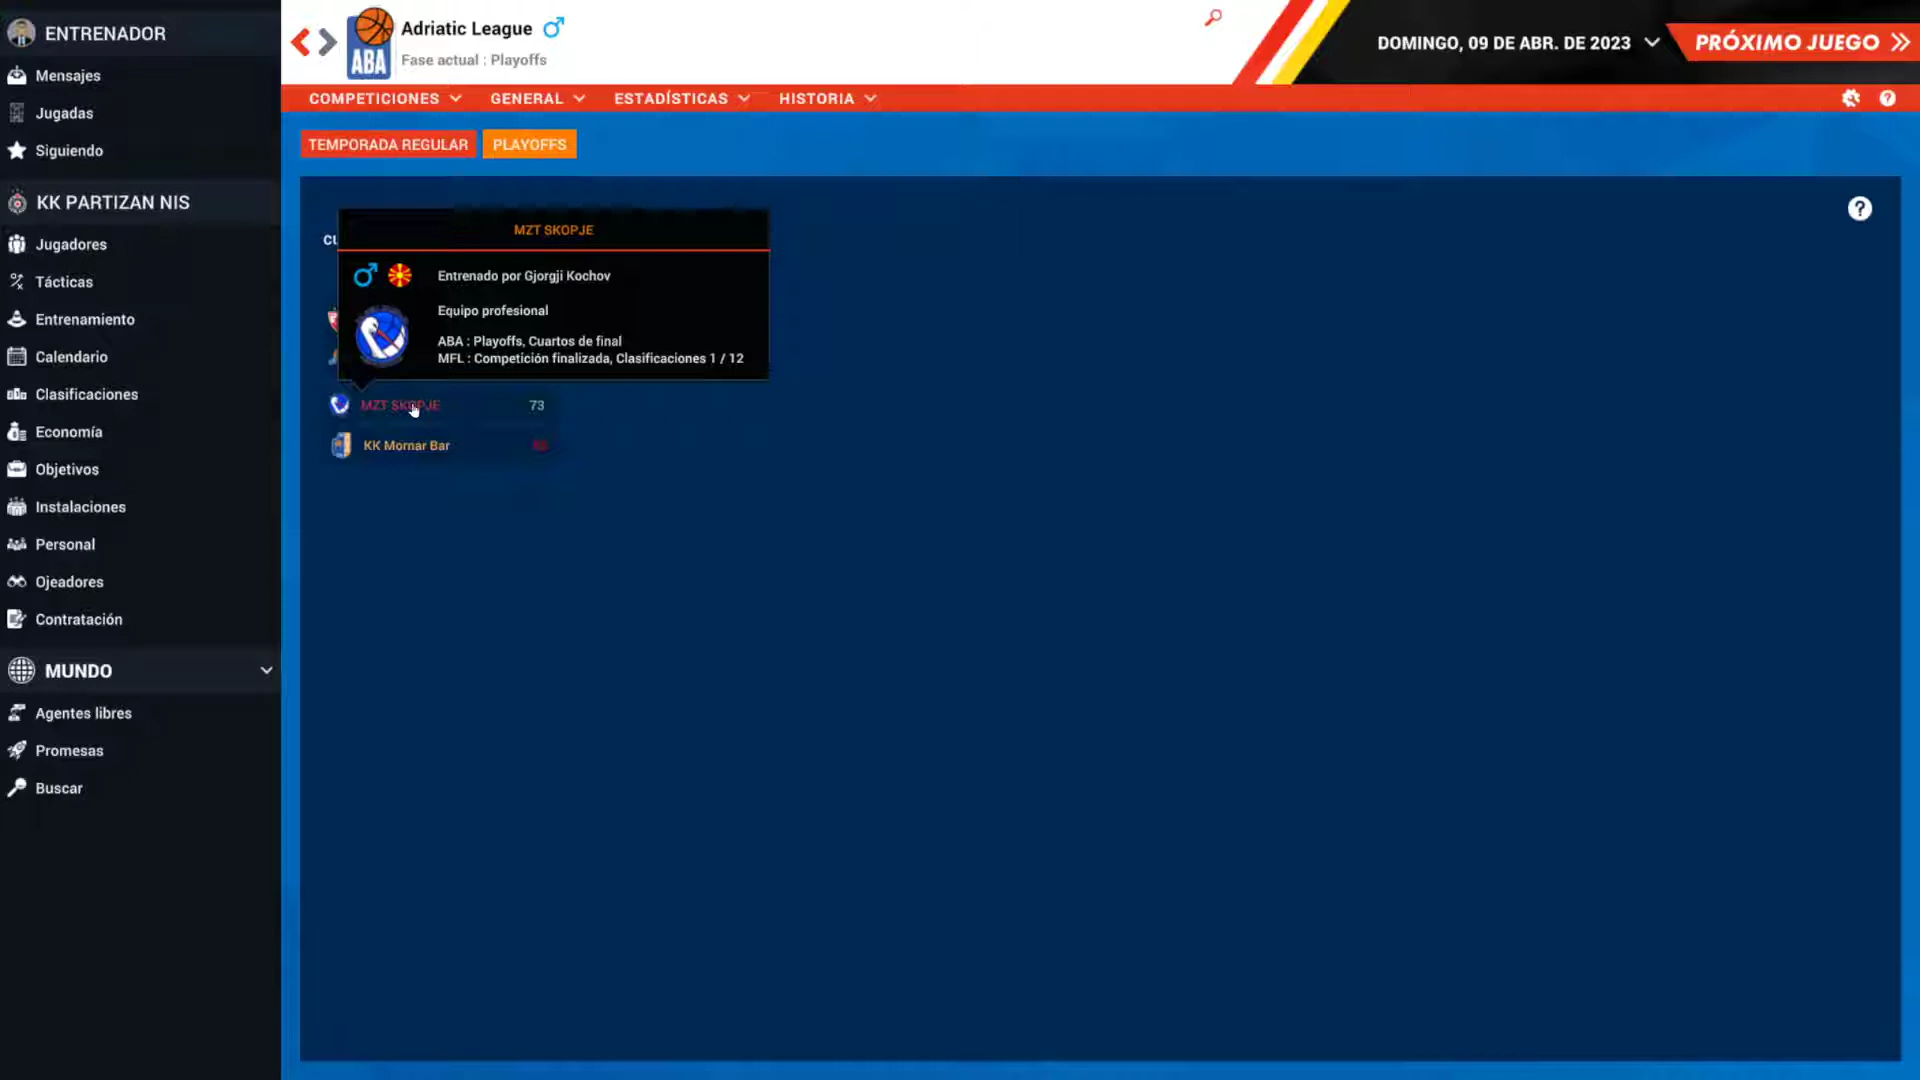 ENTRENADOR
Mensajes
Jugadas
Siguiendo
KK PARTIZAN NIS
Jugadores
Tácticas
Entrenamiento
Calendario
Clasificaciones
Economía
Objetivos
Instalaciones
Personal
Ojeadores
Contratación
MUNDO
Agentes libres
Promesas
Buscar
ABA
Adriatic League
Fase actual : Playoffs
DOMINGO, 09 DE ABR. DE 2023
PRÓXIMO JUEGO
COMPETICIONES
GENERAL
ESTADÍSTICAS
HISTORIA
TEMPORADA REGULAR
PLAYOFFS
?
MZT SKOPJE
Entrenado por Gjorgji Kochov
Equipo profesional
ABA : Playoffs, Cuartos de final
MFL : Competición finalizada, Clasificaciones 1 / 12
MZT SKOPJE 73
KK Mornar Bar